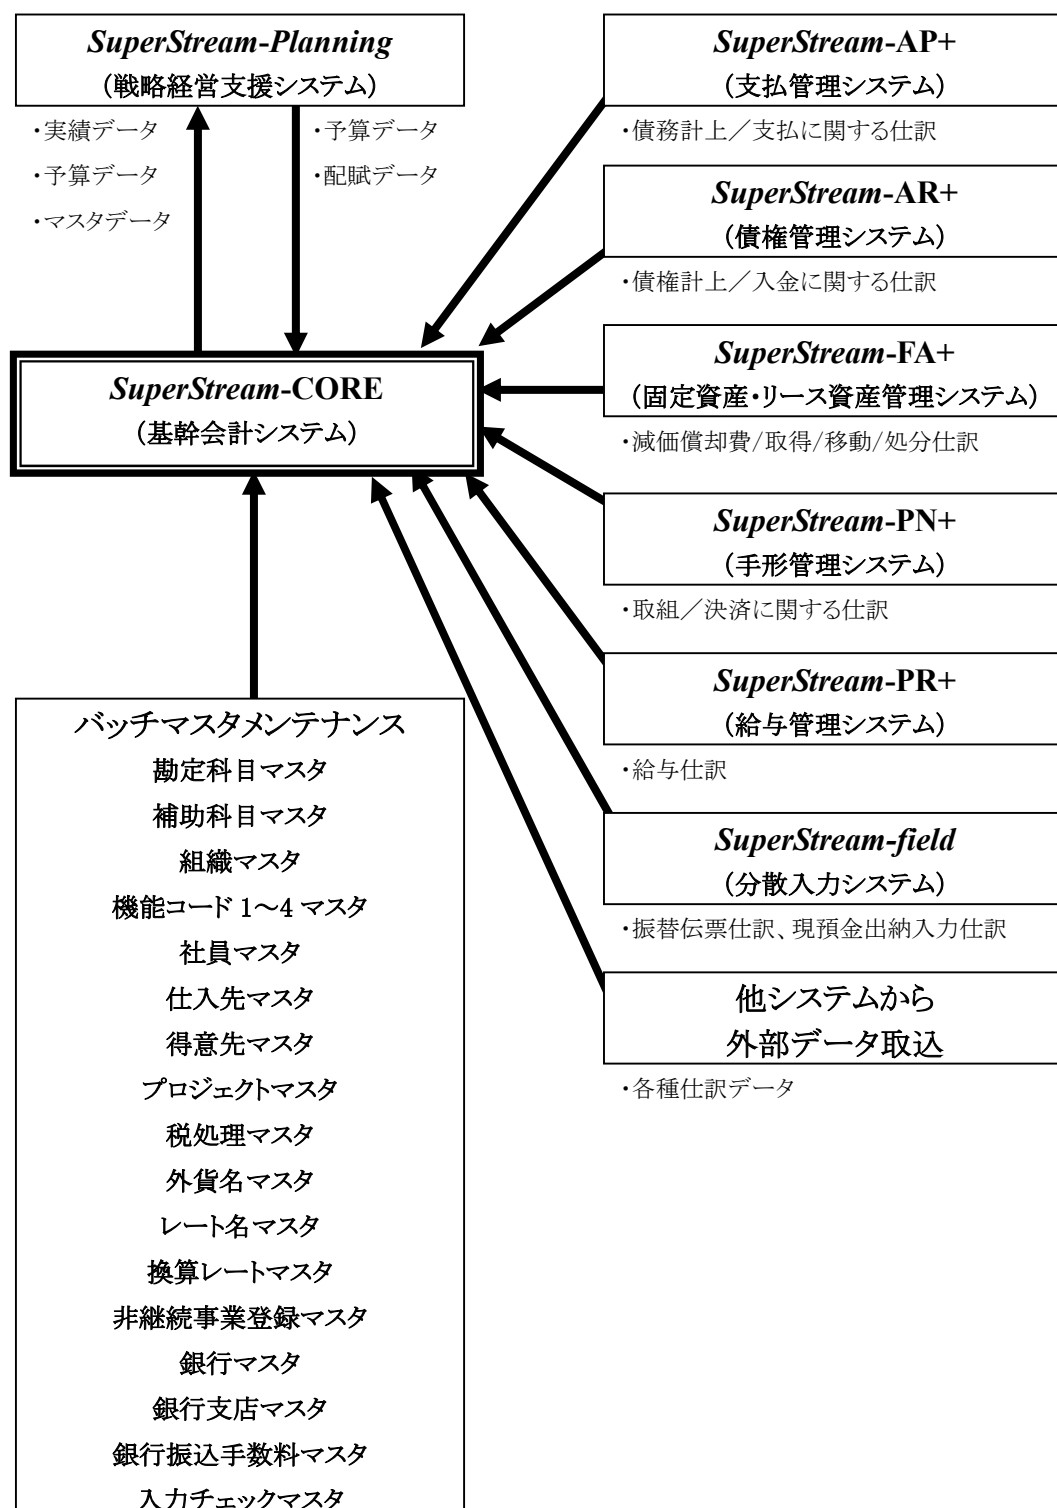 SuperStream-Planning
（戦略経営支援システム）
・実績データ
・予算データ
・マスタデータ
・予算データ
・配賦データ
SuperStream-CORE
（基幹会計システム）
バッチマスタメンテナンス
勘定科目マスタ
補助科目マスタ
組織マスタ
機能コード 1～4 マスタ
社員マスタ
仕入先マスタ
得意先マスタ
プロジェクトマスタ
税処理マスタ
外貨名マスタ
レート名マスタ
換算レートマスタ
非継続事業登録マスタ
銀行マスタ
銀行支店マスタ
銀行振込手数料マスタ
入力チェックマスタ
SuperStream-AP+
（支払管理システム）
・債務計上／支払に関する仕訳
SuperStream-AR+
（債権管理システム）
・債権計上／入金に関する仕訳
SuperStream-FA+
（固定資産・リース資産管理システム）
・減価償却費/取得/移動/処分仕訳
SuperStream-PN+
（手形管理システム）
・取組／決済に関する仕訳
SuperStream-PR+
（給与管理システム）
・給与仕訳
SuperStream-field
（分散入力システム）
・振替伝票仕訳、現預金出納入力仕訳
他システムから
外部データ取込
・各種仕訳データ